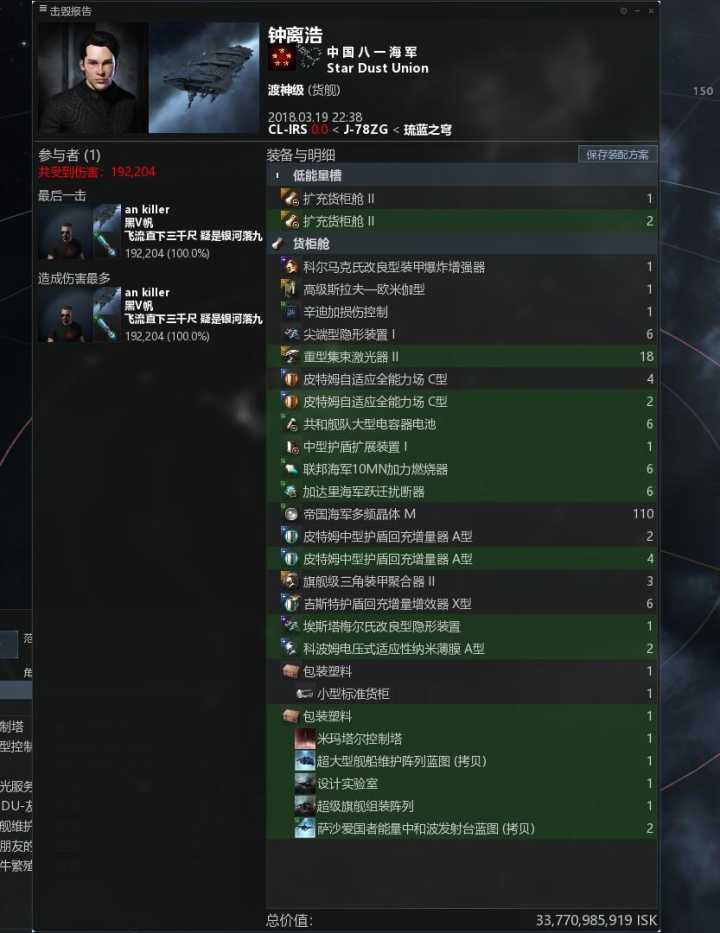 击毁报告
钟离浩
中国八一海军
Star Dust Union
渡神级 (货舰)
2018.03.19 22:38
CL-IRS 0.0 < J-78ZG < 琉蓝之穹
150
参与者 (1)
共受到伤害: 192,204
最后一击
an killer
黑V帆
飞流直下三千尺 疑是银河落九
192,204 (100.0%)
造成伤害最多
an killer
黑V帆
飞流直下三千尺 疑是银河落九
192,204 (100.0%)
装备与明细
保存装配方案
低能量槽
扩充货柜舱 II 1
扩充货柜舱 II 2
货柜舱
科尔马克氏改良型装甲爆炸增强器 1
高级斯拉夫—欧米伽型 1
辛迪加损伤控制 1
尖端型隐形装置 I 6
重型集束激光器 II 18
皮特姆自适应全能力场 C型 4
皮特姆自适应全能力场 C型 2
共和舰队大型电容器电池 6
中型护盾扩展装置 I 1
联邦海军10MN加力燃烧器 6
加达里海军跃迁扰断器 6
帝国海军多频晶体 M 110
皮特姆中型护盾回充增量器 A型 2
皮特姆中型护盾回充增量器 A型 4
旗舰级三角装甲聚合器 II 3
吉斯特护盾回充增量增效器 X型 6
埃斯塔梅尔氏改良型隐形装置 1
科波姆电压式适应性纳米薄膜 A型 2
包装塑料 1
小型标准货柜 1
包装塑料 1
米玛塔尔控制塔 1
超大型舰船维护阵列蓝图 (拷贝) 1
设计实验室 1
超级旗舰组装阵列 1
萨沙爱国者能量中和波发射台蓝图 (拷贝) 2
总价值: 33,770,985,919 ISK
范
角
制塔
型控制
光服务
DU-友
舰维护
朋友的
牛繁殖